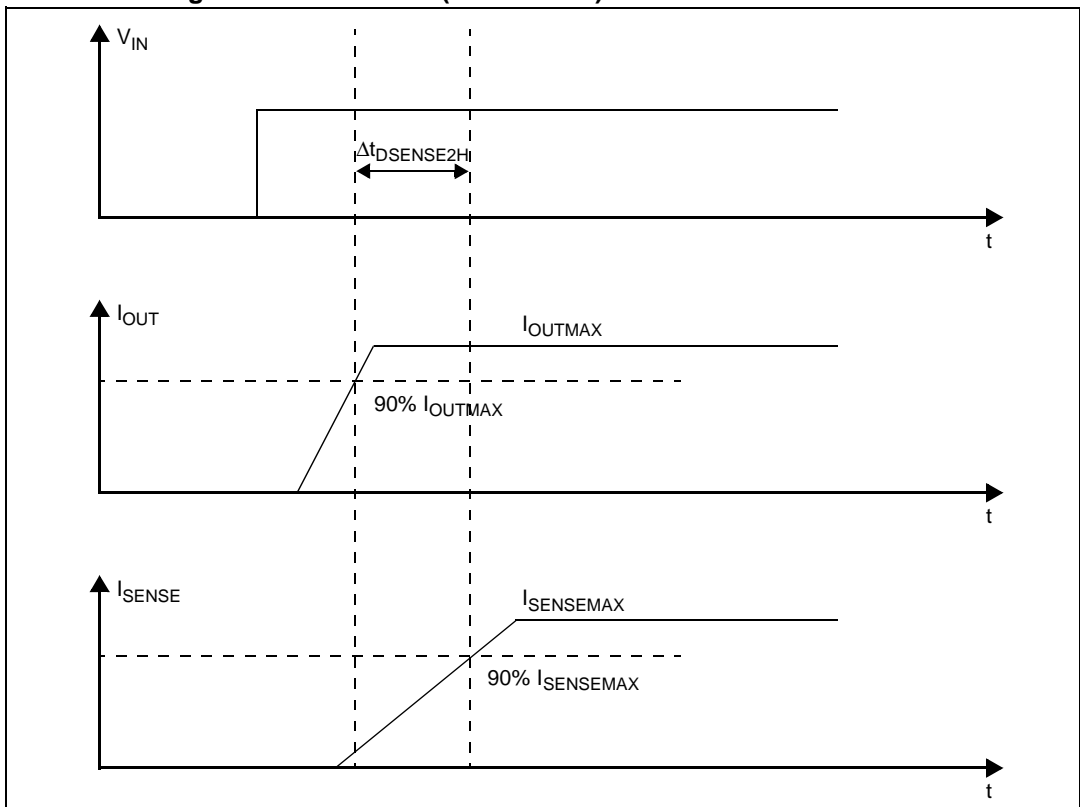 V_IN
Δt_DSENSE2H
t
I_OUT
I_OUTMAX
90% I_OUTMAX
t
I_SENSE
I_SENSEMAX
90% I_SENSEMAX
t